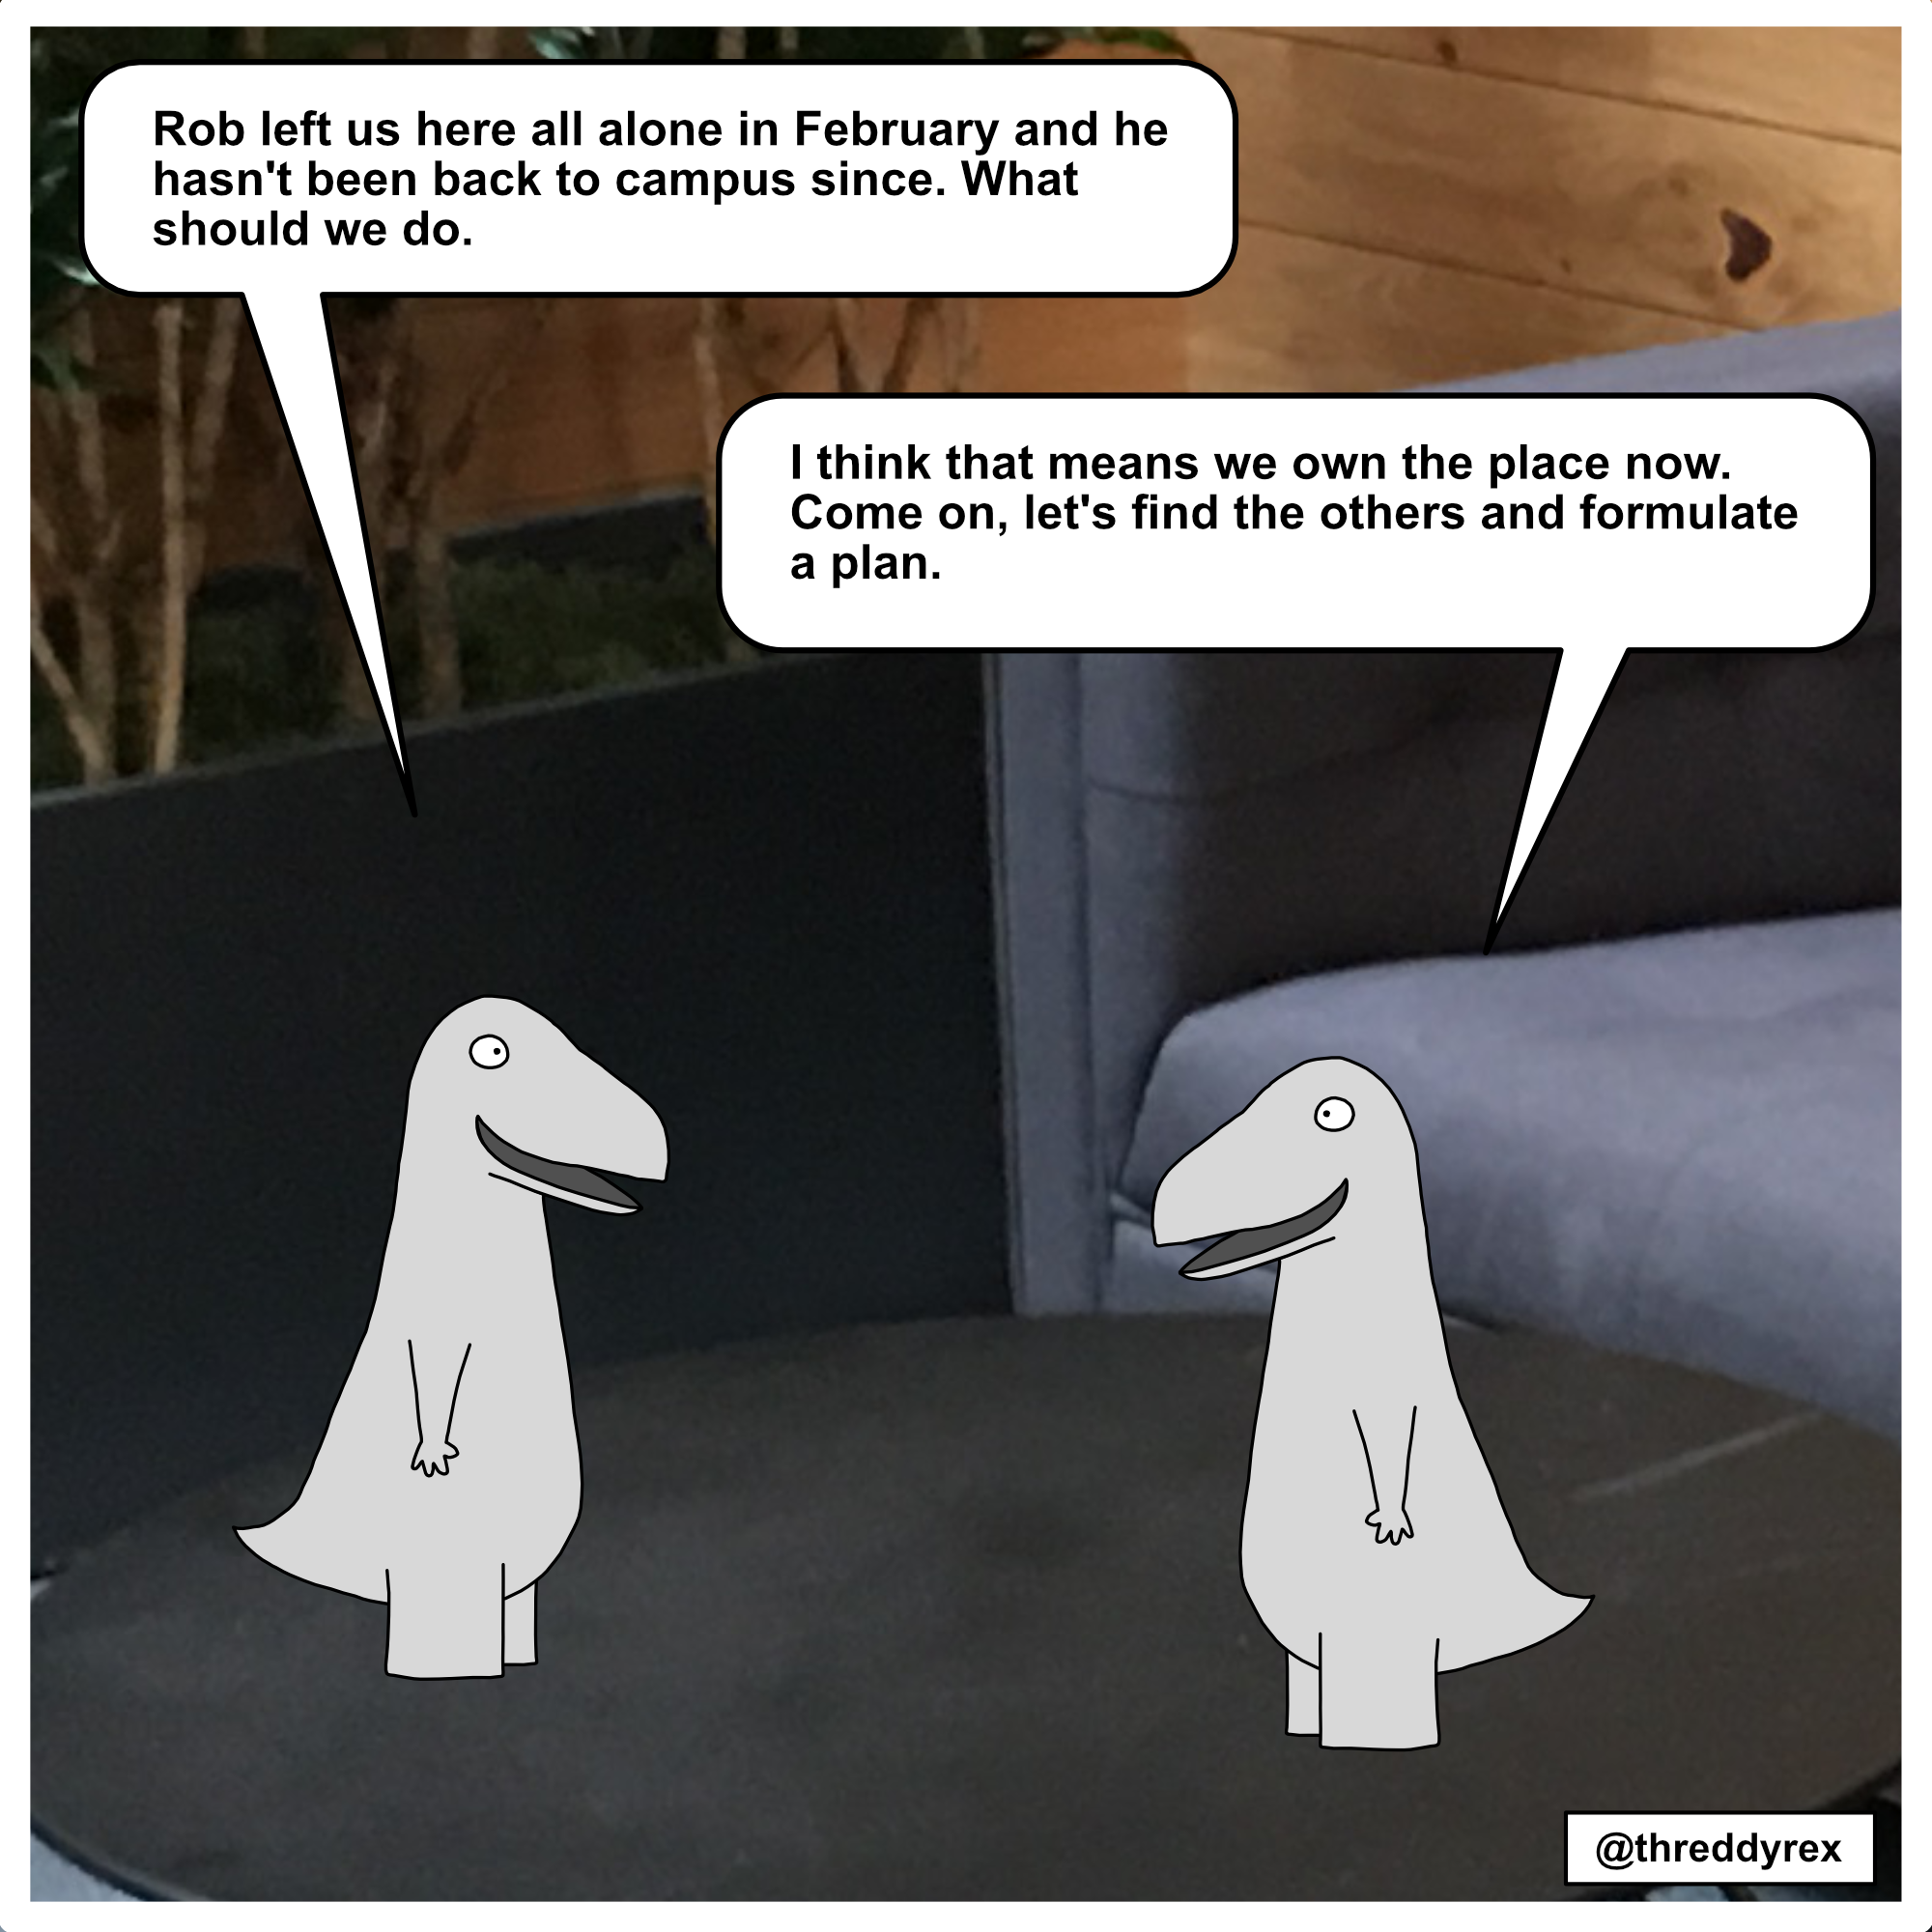 Rob left us here all alone in February and he
hasn't been back to campus since. What
should we do.
I think that means we own the place now.
Come on, let's find the others and formulate
a plan.
@threddyrex